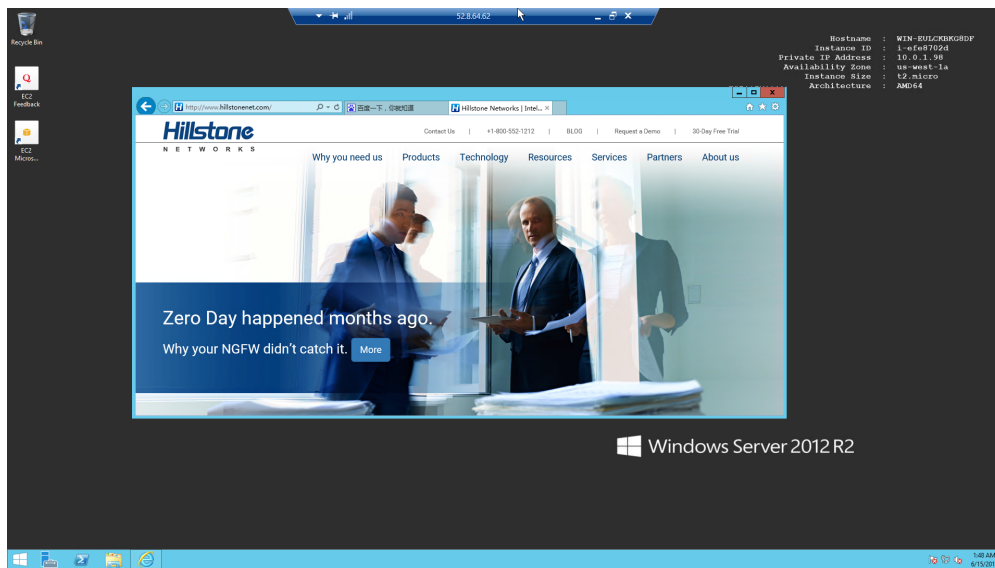 52.8.64.62
Recycle Bin
EC2
Feedback
EC2
Micros...
Hostname : WIN-EULCKBKG8DF
Instance ID : i-efe8702d
Private IP Address : 10.0.1.98
Availability Zone : us-west-1a
Instance Size : t2.micro
Architecture : AMD64
http://www.hillstonenet.com/
百度一下，你就知道
Hillstone Networks | Intel...
Hillstone
NETWORKS
Contact Us | +1-800-552-1212 | BLOG | Request a Demo | 30-Day Free Trial
Why you need us Products Technology Resources Services Partners About us
Zero Day happened months ago.
Why your NGFW didn't catch it. More
Windows Server 2012 R2
1:48 AM
6/15/201